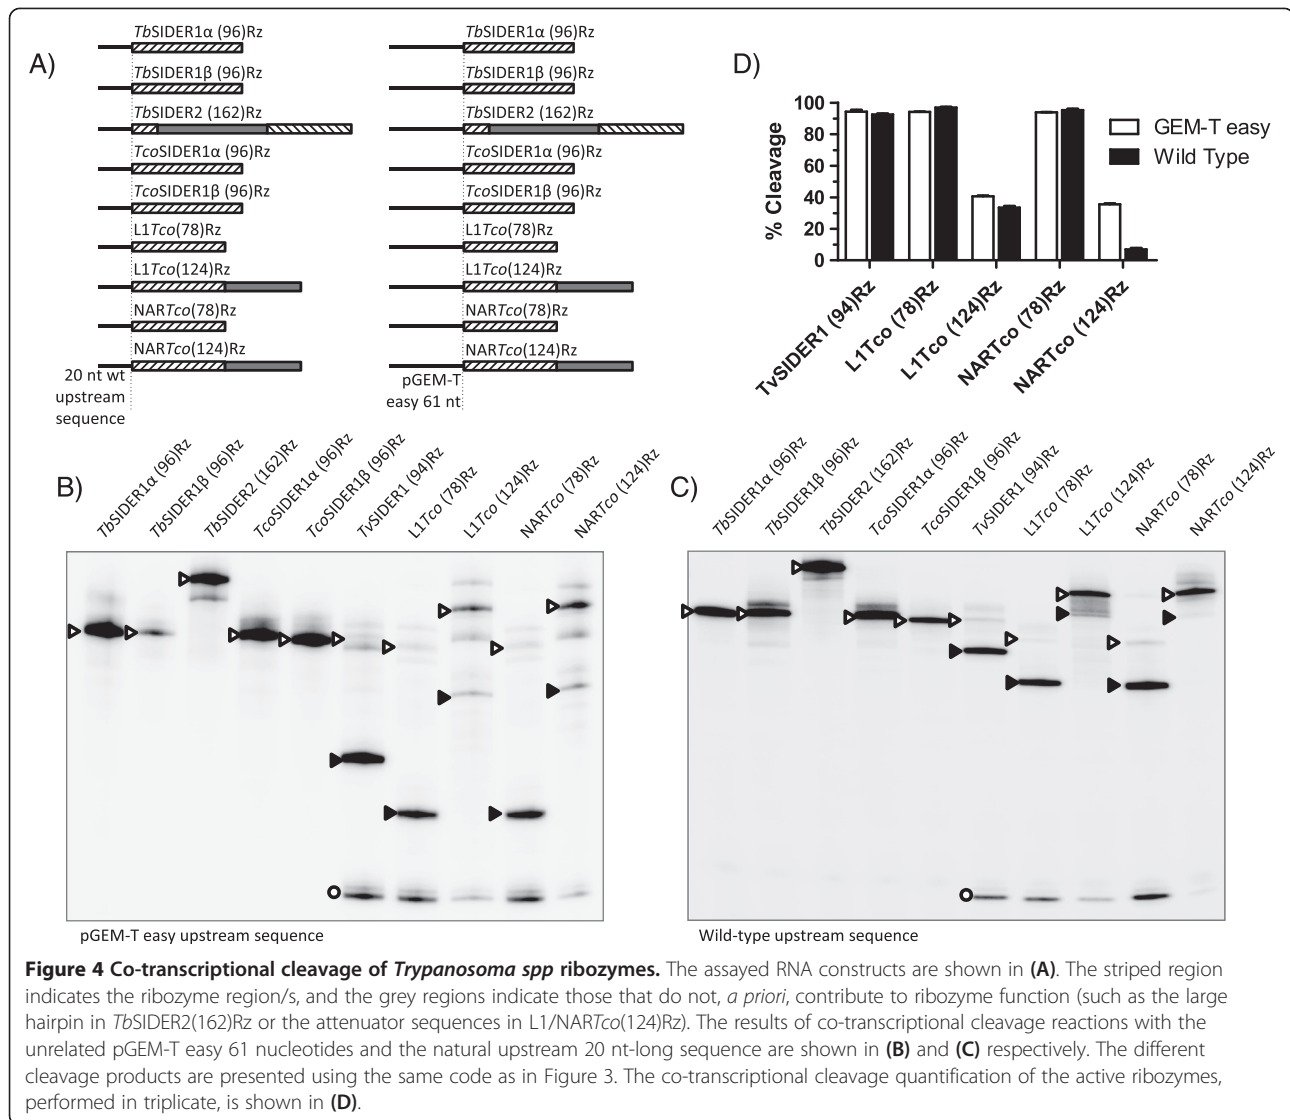 A)
TbSIDER1α (96)Rz
TbSIDER1β (96)Rz
TbSIDER2 (162)Rz
TcoSIDER1α (96)Rz
TcoSIDER1β (96)Rz
L1Tco(78)Rz
L1Tco(124)Rz
NARTco(78)Rz
NARTco(124)Rz
20 nt wt
upstream
sequence
TbSIDER1α (96)Rz
TbSIDER1β (96)Rz
TbSIDER2 (162)Rz
TcoSIDER1α (96)Rz
TcoSIDER1β (96)Rz
L1Tco(78)Rz
L1Tco(124)Rz
NARTco(78)Rz
NARTco(124)Rz
pGEM-T
easy 61 nt
D)
% Cleavage
100
80
60
40
20
0
GEM-T easy
Wild Type
TvSIDER1 (94)Rz
L1Tco (78)Rz
L1Tco (124)Rz
NARTco (78)Rz
NARTco (124)Rz
B)
TbSIDER1α (96)Rz
TbSIDER1β (96)Rz
TbSIDER2 (162)Rz
TcoSIDER1α (96)Rz
TcoSIDER1β (96)Rz
TvSIDER1 (94)Rz
L1Tco (78)Rz
L1Tco (124)Rz
NARTco (78)Rz
NARTco (124)Rz
pGEM-T easy upstream sequence
C)
TbSIDER1α (96)Rz
TbSIDER1β (96)Rz
TbSIDER2 (162)Rz
TcoSIDER1α (96)Rz
TcoSIDER1β (96)Rz
TvSIDER1 (94)Rz
L1Tco (78)Rz
L1Tco (124)Rz
NARTco (78)Rz
NARTco (124)Rz
Wild-type upstream sequence
Figure 4 Co-transcriptional cleavage of Trypanosoma spp ribozymes. The assayed RNA constructs are shown in (A). The striped region
indicates the ribozyme region/s, and the grey regions indicate those that do not, a priori, contribute to ribozyme function (such as the large
hairpin in TbSIDER2(162)Rz or the attenuator sequences in L1/NARTco(124)Rz). The results of co-transcriptional cleavage reactions with the
unrelated pGEM-T easy 61 nucleotides and the natural upstream 20 nt-long sequence are shown in (B) and (C) respectively. The different
cleavage products are presented using the same code as in Figure 3. The co-transcriptional cleavage quantification of the active ribozymes,
performed in triplicate, is shown in (D).